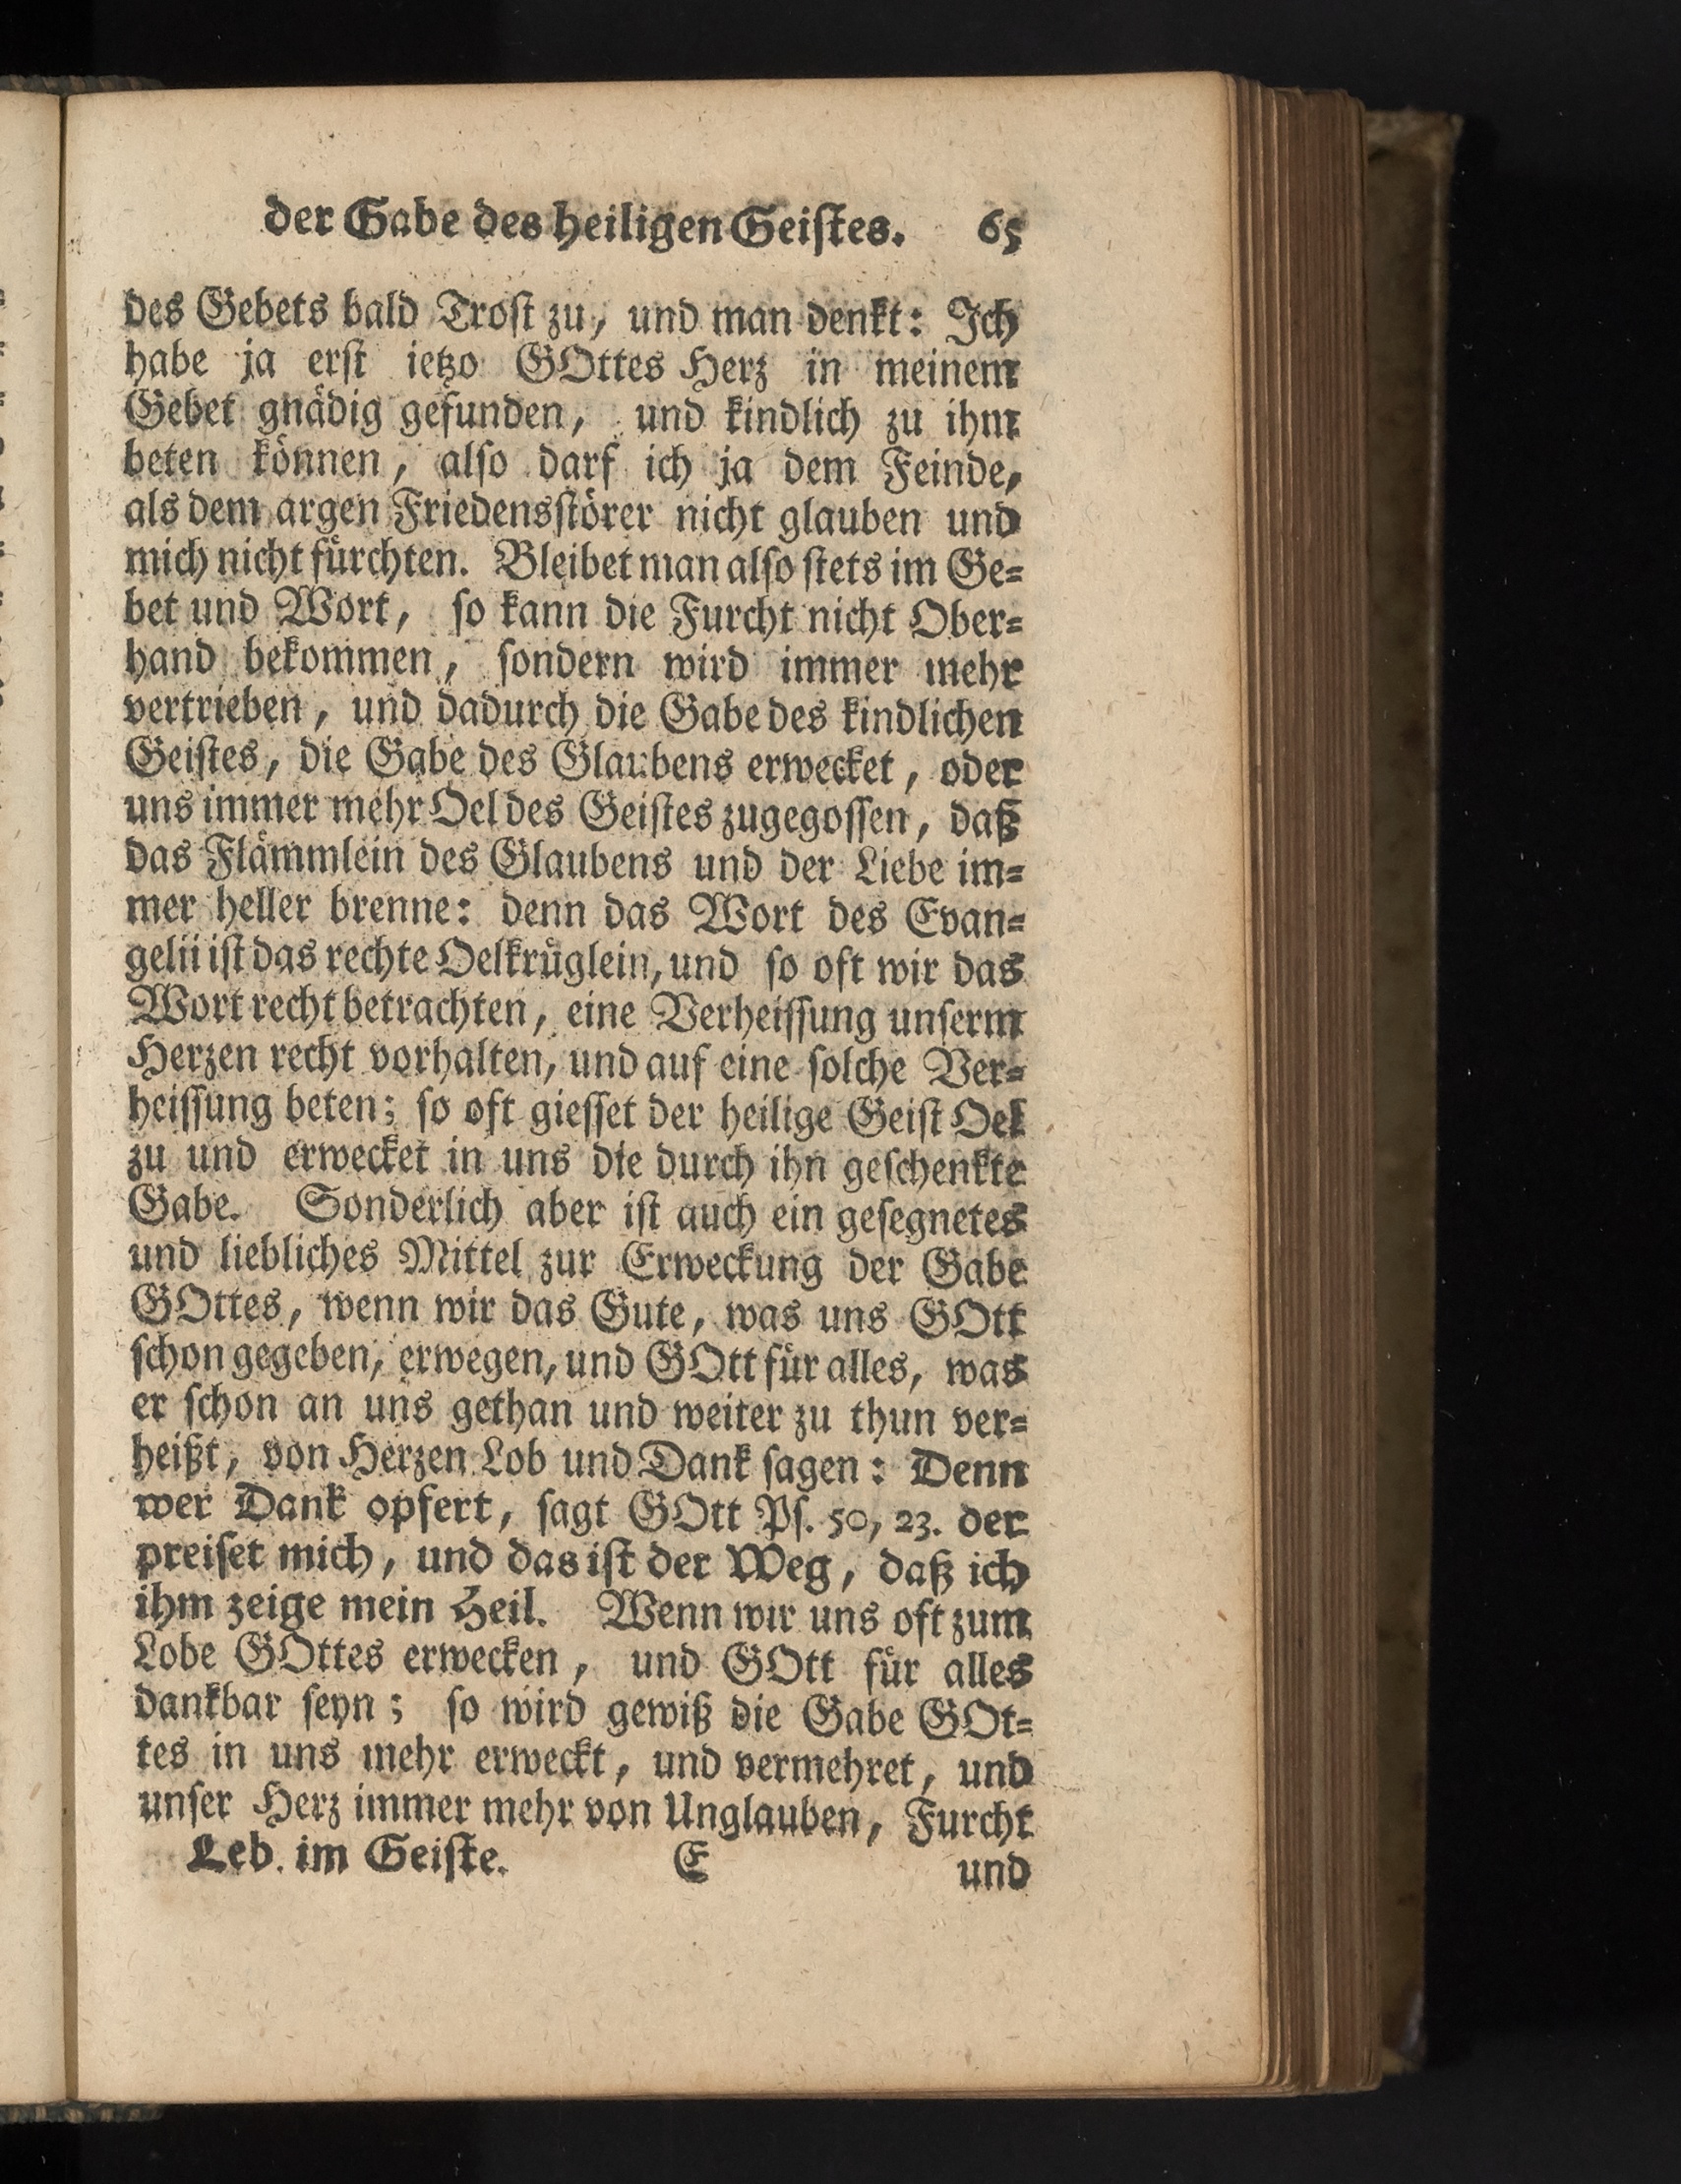 der Gabe des heiligen Geistes. 65
des Gebets bald Trost zu, und man denkt: Ich
habe ja erst ietzo GOttes Herz in meinem
Gebet gnädig gefunden, und kindlich zu ihm
beten können, also darf ich ja dem Feinde,
als dem argen Friedensstörer nicht glauben und
mich nicht fürchten. Bleibet man also stets im Ge=
bet und Wort, so kann die Furcht nicht Ober=
hand bekommen, sondern wird immer mehr
vertrieben, und dadurch die Gabe des kindlichen
Geistes, die Gabe des Glaubens erwecket, oder
uns immer mehr Oel des Geistes zugegossen, daß
das Flämmlein des Glaubens und der Liebe im=
mer heller brenne: denn das Wort des Evan=
gelii ist das rechte Oelkrüglein, und so oft wir das
Wort recht betrachten, eine Verheissung unserm
Herzen recht vorhalten, und auf eine solche Ver=
heissung beten; so oft giesset der heilige Geist Oel
zu und erwecket in uns die durch ihn geschenkte
Gabe. Sonderlich aber ist auch ein gesegnetes
und liebliches Mittel zur Erweckung der Gabe
GOttes, wenn wir das Gute, was uns GOtt
schon gegeben, erwegen, und GOtt für alles, was
er schon an uns gethan und weiter zu thun ver=
heißt, von Herzen Lob und Dank sagen: Denn
wer Dank opfert, sagt GOtt Ps. 50, 23. der
preiset mich, und das ist der Weg, daß ich
ihm zeige mein Heil. Wenn wir uns oft zum
Lobe GOttes erwecken, und GOtt für alles
dankbar seyn; so wird gewiß die Gabe GOt=
tes in uns mehr erweckt, und vermehret, und
unser Herz immer mehr von Unglauben, Furcht
Leb. im Geiste. E und